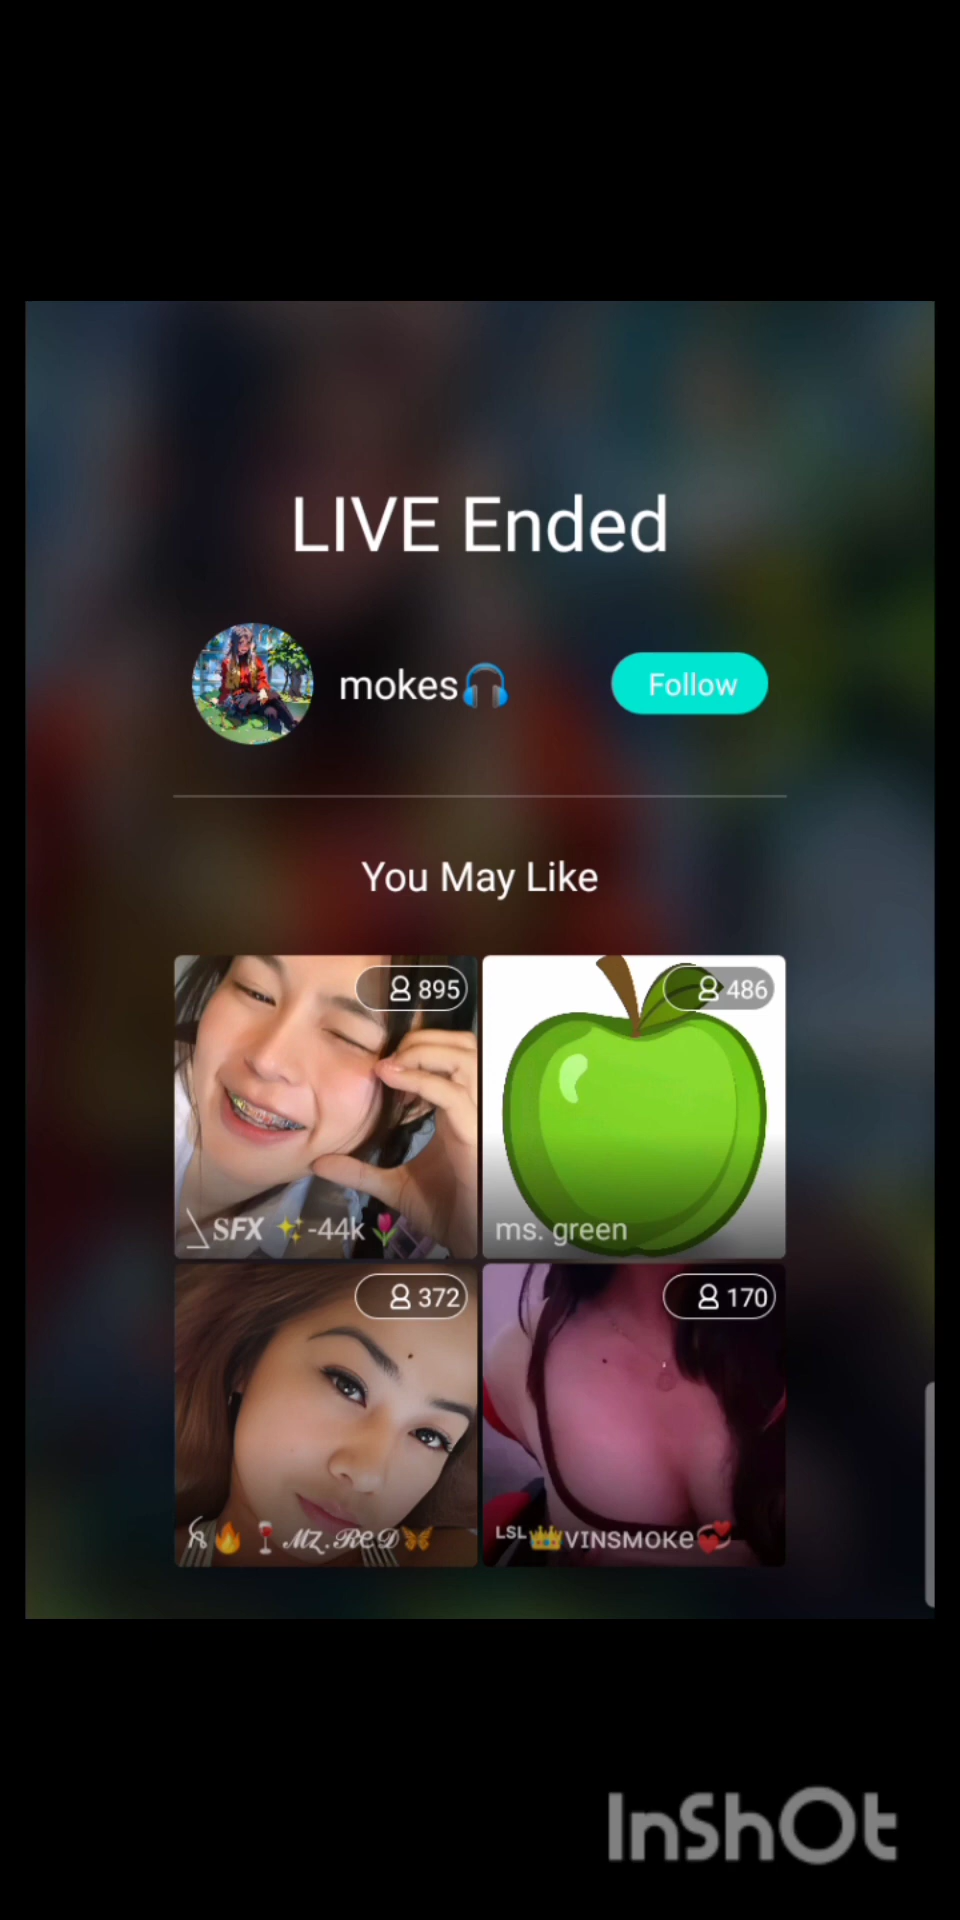 LIVE Ended
mokes🎧
Follow
You May Like
895
486
SFX ✨-44k🌷
ms. green
372
170
🔥🍷ℳZ.ℛeD🦋
LSL👑VINSMOKe💞
InShOt